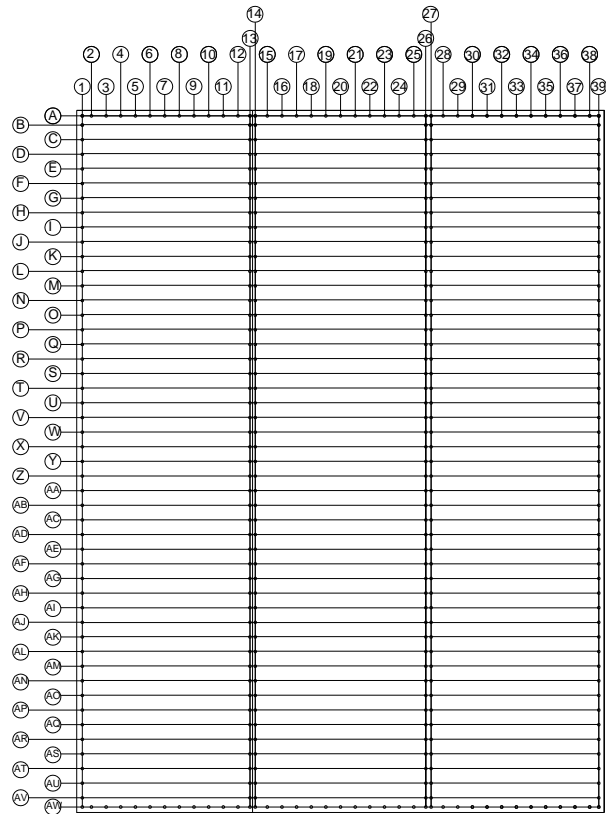 14
27
13
26
2
4
6
8
10
12
15
17
19
21
23
25
28
30
32
34
36
38
1
3
5
7
9
11
16
18
20
22
24
29
31
33
35
37
39
A
B
C
D
E
F
G
H
I
J
K
L
M
N
O
P
Q
R
S
T
U
V
W
X
Y
Z
AA
AB
AC
AD
AE
AF
AG
AH
AI
AJ
AK
AL
AM
AN
AO
AP
AQ
AR
AS
AT
AU
AV
AW